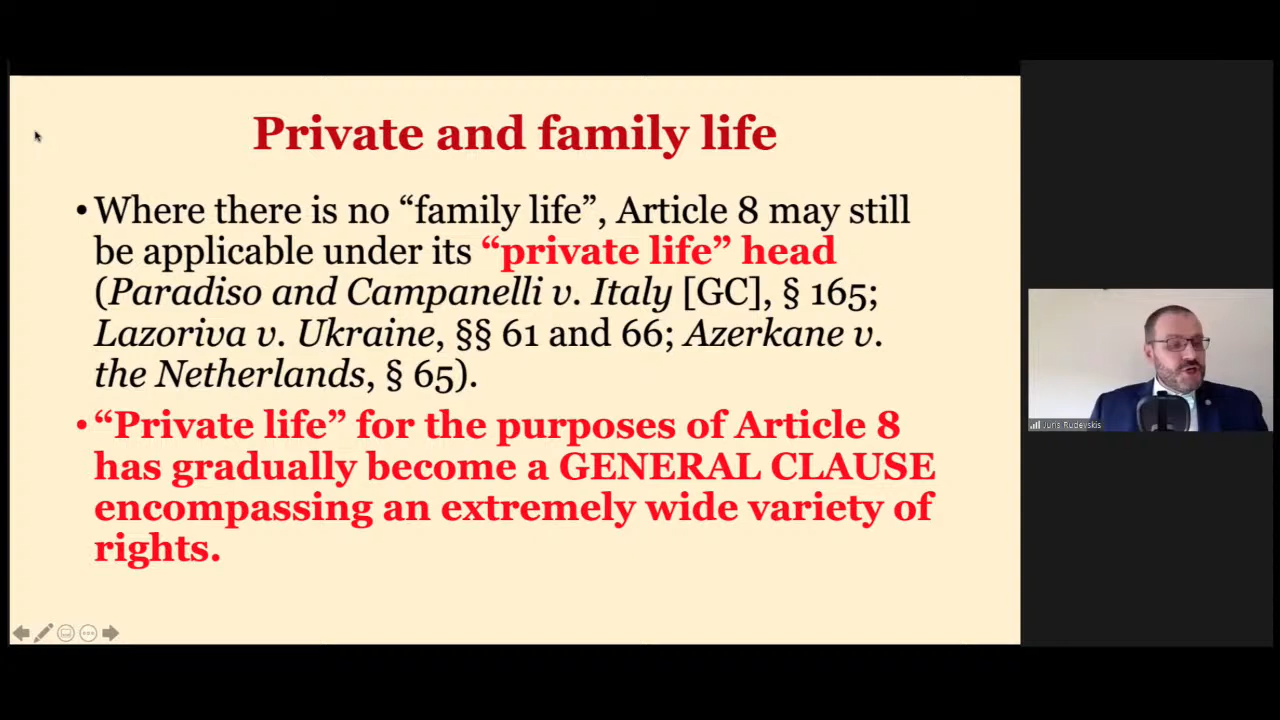 Private and family life
• Where there is no “family life”, Article 8 may still
be applicable under its “private life” head
(Paradiso and Campanelli v. Italy [GC], § 165;
Lazoriva v. Ukraine, §§ 61 and 66; Azerkane v.
the Netherlands, § 65).
• “Private life” for the purposes of Article 8
has gradually become a GENERAL CLAUSE
encompassing an extremely wide variety of
rights.
Juris Rudevskis